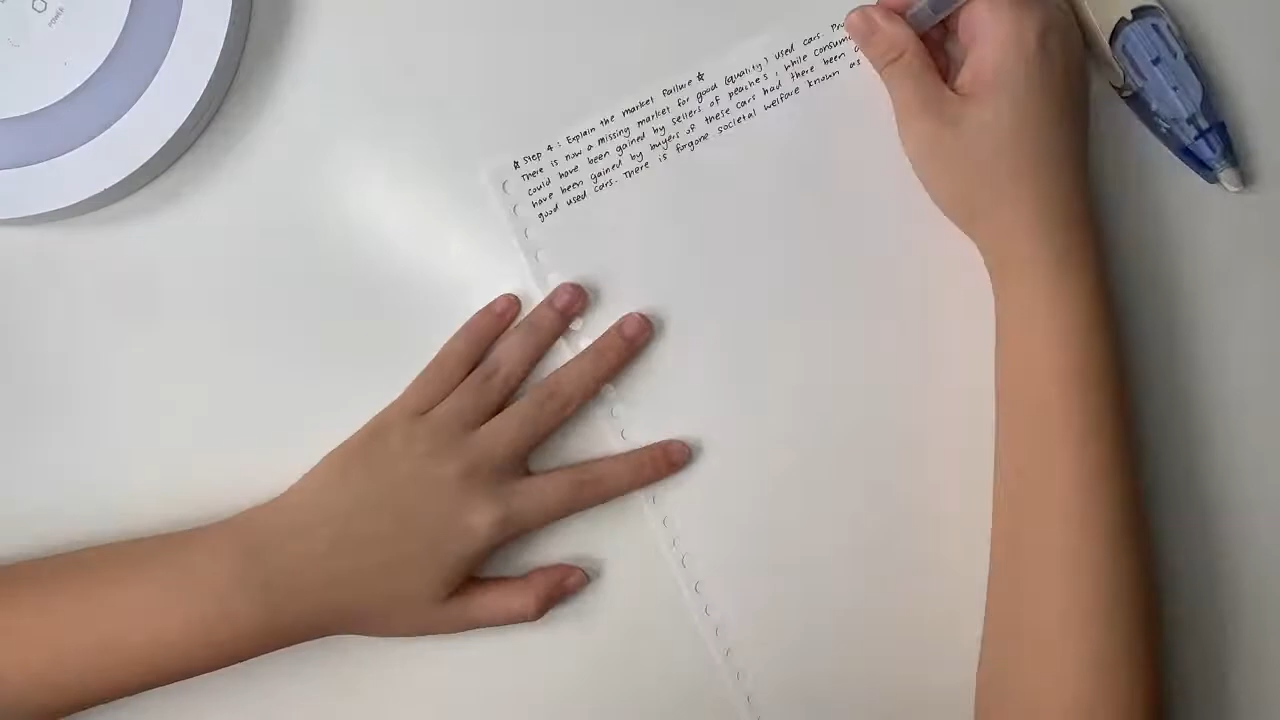 ☆ Step 4 : Explain the market failure ☆
There is now a missing market for good (quality) used cars.
could have been gained by sellers of peaches, while consum
have been gained by buyers of these cars had there been a
good used cars. There is forgone societal welfare known as
POWER